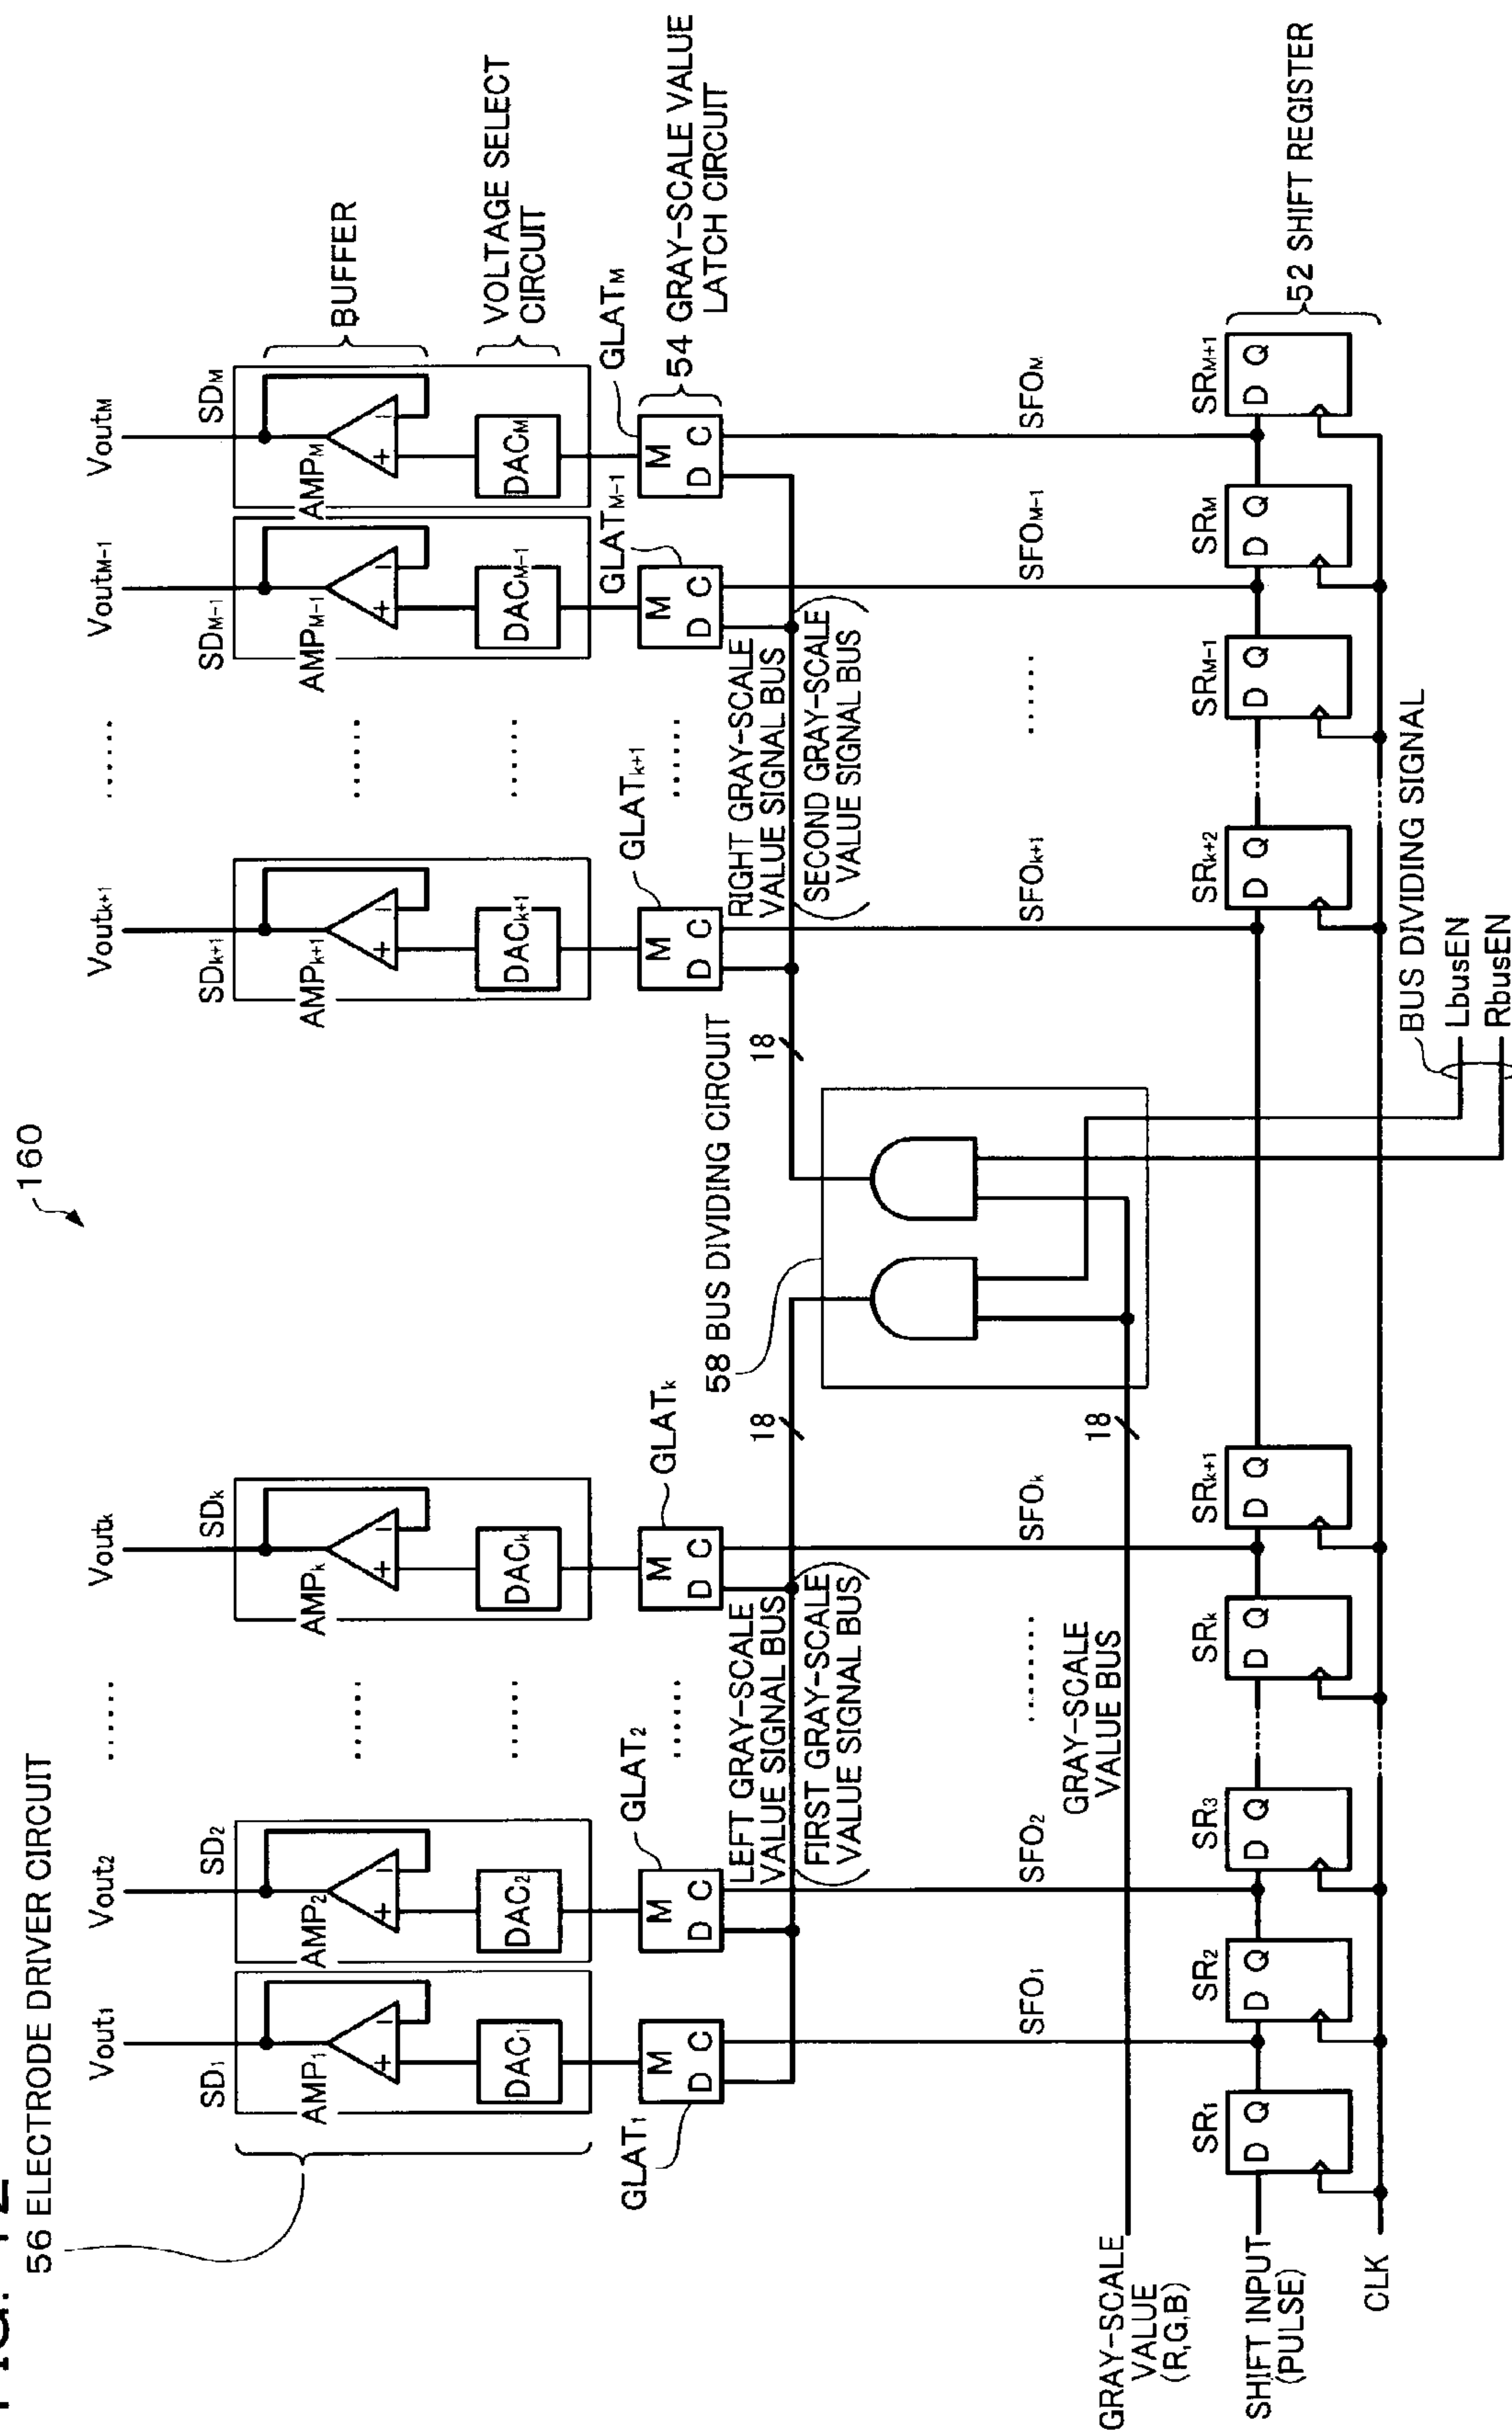 160
56 ELECTRODE DRIVER CIRCUIT
Vout1
Vout2
......
Voutk
Voutk+1
......
VoutM-1
VoutM
SD1
SD2
SDk
SDk+1
SDM-1
SDM
AMP1
AMP2
......
AMPk
AMPk+1
......
AMPM-1
AMPM
+ −
+ −
+ −
+ −
+ −
+ −
BUFFER
DAC1
DAC2
......
DACk
DACk+1
......
DACM-1
DACM
VOLTAGE SELECT
CIRCUIT
GLAT1
GLAT2
GLATk
GLATk+1
GLATM-1
GLATM
M
D C
M
D C
......
M
D C
M
D C
......
M
D C
M
D C
54 GRAY-SCALE VALUE
LATCH CIRCUIT
LEFT GRAY-SCALE
VALUE SIGNAL BUS
(FIRST GRAY-SCALE
VALUE SIGNAL BUS)
18
58 BUS DIVIDING CIRCUIT
18
RIGHT GRAY-SCALE
VALUE SIGNAL BUS
(SECOND GRAY-SCALE
VALUE SIGNAL BUS)
SFO1
SFO2
........
SFOk
SFOk+1
......
SFOM-1
SFOM
GRAY-SCALE
VALUE BUS
18
GRAY-SCALE
VALUE
(R,G,B)
SR1
SR2
SR3
SRk
SRk+1
SRk+2
SRM-1
SRM
SRM+1
D Q
D Q
D Q
D Q
D Q
D Q
D Q
D Q
D Q
52 SHIFT REGISTER
SHIFT INPUT
(PULSE)
CLK
BUS DIVIDING SIGNAL
LbusEN
RbusEN